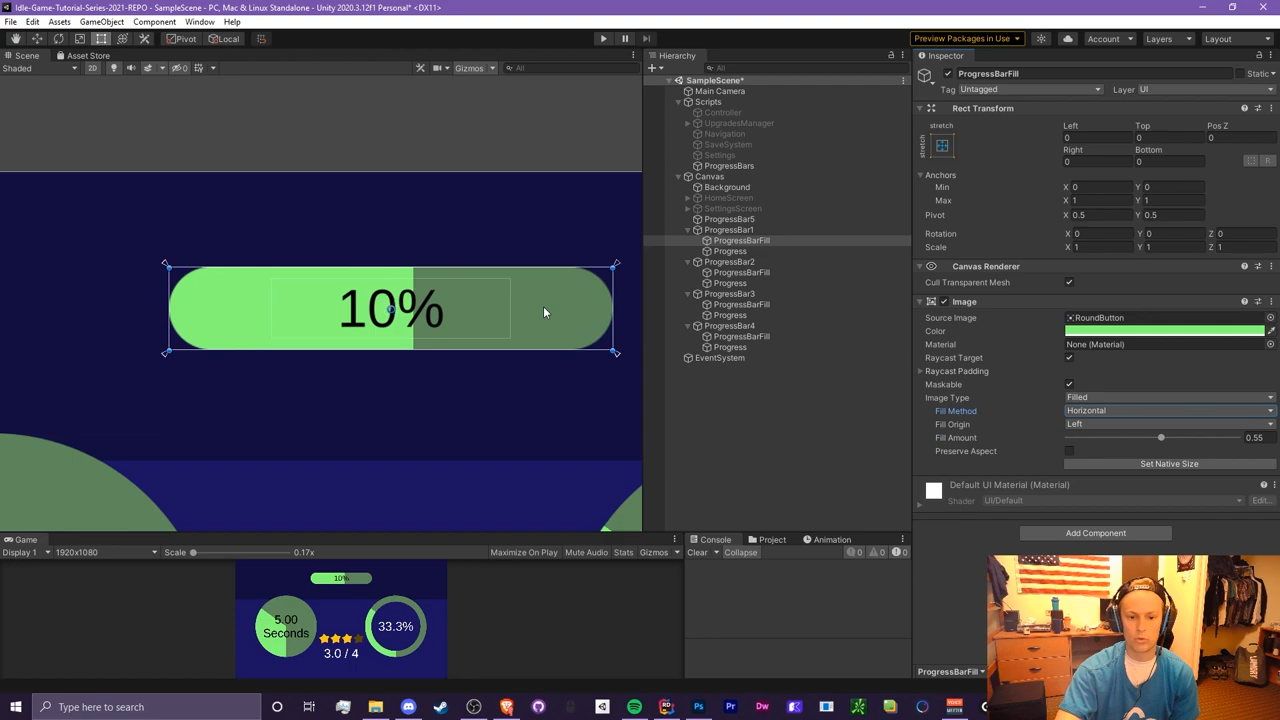 Idle-Game-Tutorial-Series-2021-REPO - SampleScene - PC, Mac & Linux Standalone - Unity 2020.3.12f1 Personal* <DX11>
File Edit Assets GameObject Component Window Help
Pivot Local Preview Packages in Use Account Layers Layout
Scene Asset Store
Shaded 2D 0 Gizmos All
10%
Hierarchy
All
SampleScene*
Main Camera
Scripts
Controller
UpgradesManager
Navigation
SaveSystem
Settings
ProgressBars
Canvas
Background
HomeScreen
SettingsScreen
ProgressBar5
ProgressBar1
ProgressBarFill
Progress
ProgressBar2
ProgressBarFill
Progress
ProgressBar3
ProgressBarFill
Progress
ProgressBar4
ProgressBarFill
Progress
EventSystem
Inspector
ProgressBarFill Static
Tag Untagged Layer UI
Rect Transform
stretch Left Top Pos Z
stretch 0 0 0
Right Bottom
0 0 R
Anchors
Min X 0 Y 0
Max X 1 Y 1
Pivot X 0.5 Y 0.5
Rotation X 0 Y 0 Z 0
Scale X 1 Y 1 Z 1
Canvas Renderer
Cull Transparent Mesh
Image
Source Image RoundButton
Color
Material None (Material)
Raycast Target
Raycast Padding
Maskable
Image Type Filled
Fill Method Horizontal
Fill Origin Left
Fill Amount 0.55
Preserve Aspect
Set Native Size
Default UI Material (Material)
Shader UI/Default Edit...
Add Component
ProgressBarFill
Game
Display 1 1920x1080 Scale 0.17x Maximize On Play Mute Audio Stats Gizmos
10%
5.00
Seconds
33.3%
3.0 / 4
Console Project Animation
Clear Collapse 0 0 0
Type here to search